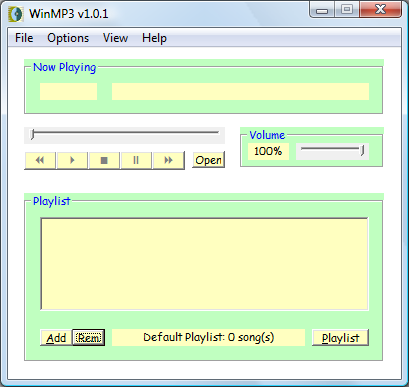 WinMP3 v1.0.1
File Options View Help
Now Playing
Volume
100%
Open
Playlist
Add Rem Default Playlist: 0 song(s) Playlist